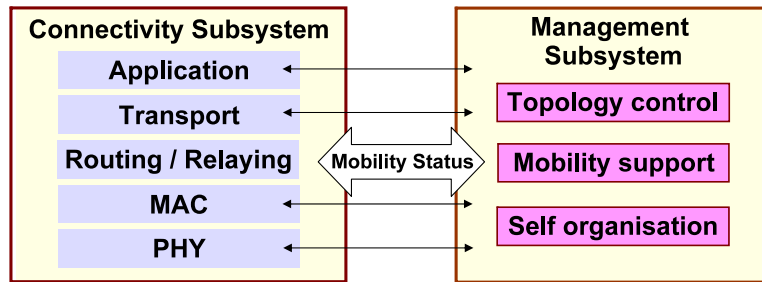 Connectivity Subsystem
Application
Transport
Routing / Relaying
MAC
PHY
Mobility Status
Management
Subsystem
Topology control
Mobility support
Self organisation